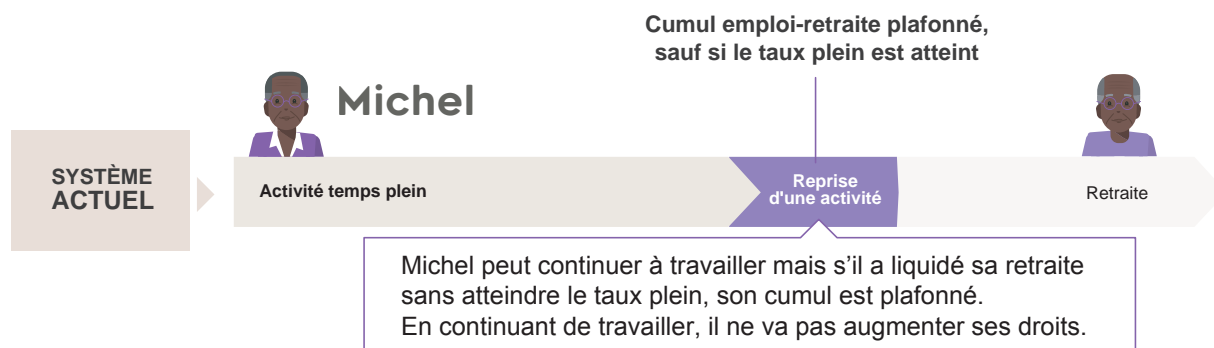 Cumul emploi-retraite plafonné,
sauf si le taux plein est atteint
Michel
SYSTÈME
ACTUEL
Activité temps plein
Reprise
d'une activité
Retraite
Michel peut continuer à travailler mais s'il a liquidé sa retraite
sans atteindre le taux plein, son cumul est plafonné.
En continuant de travailler, il ne va pas augmenter ses droits.